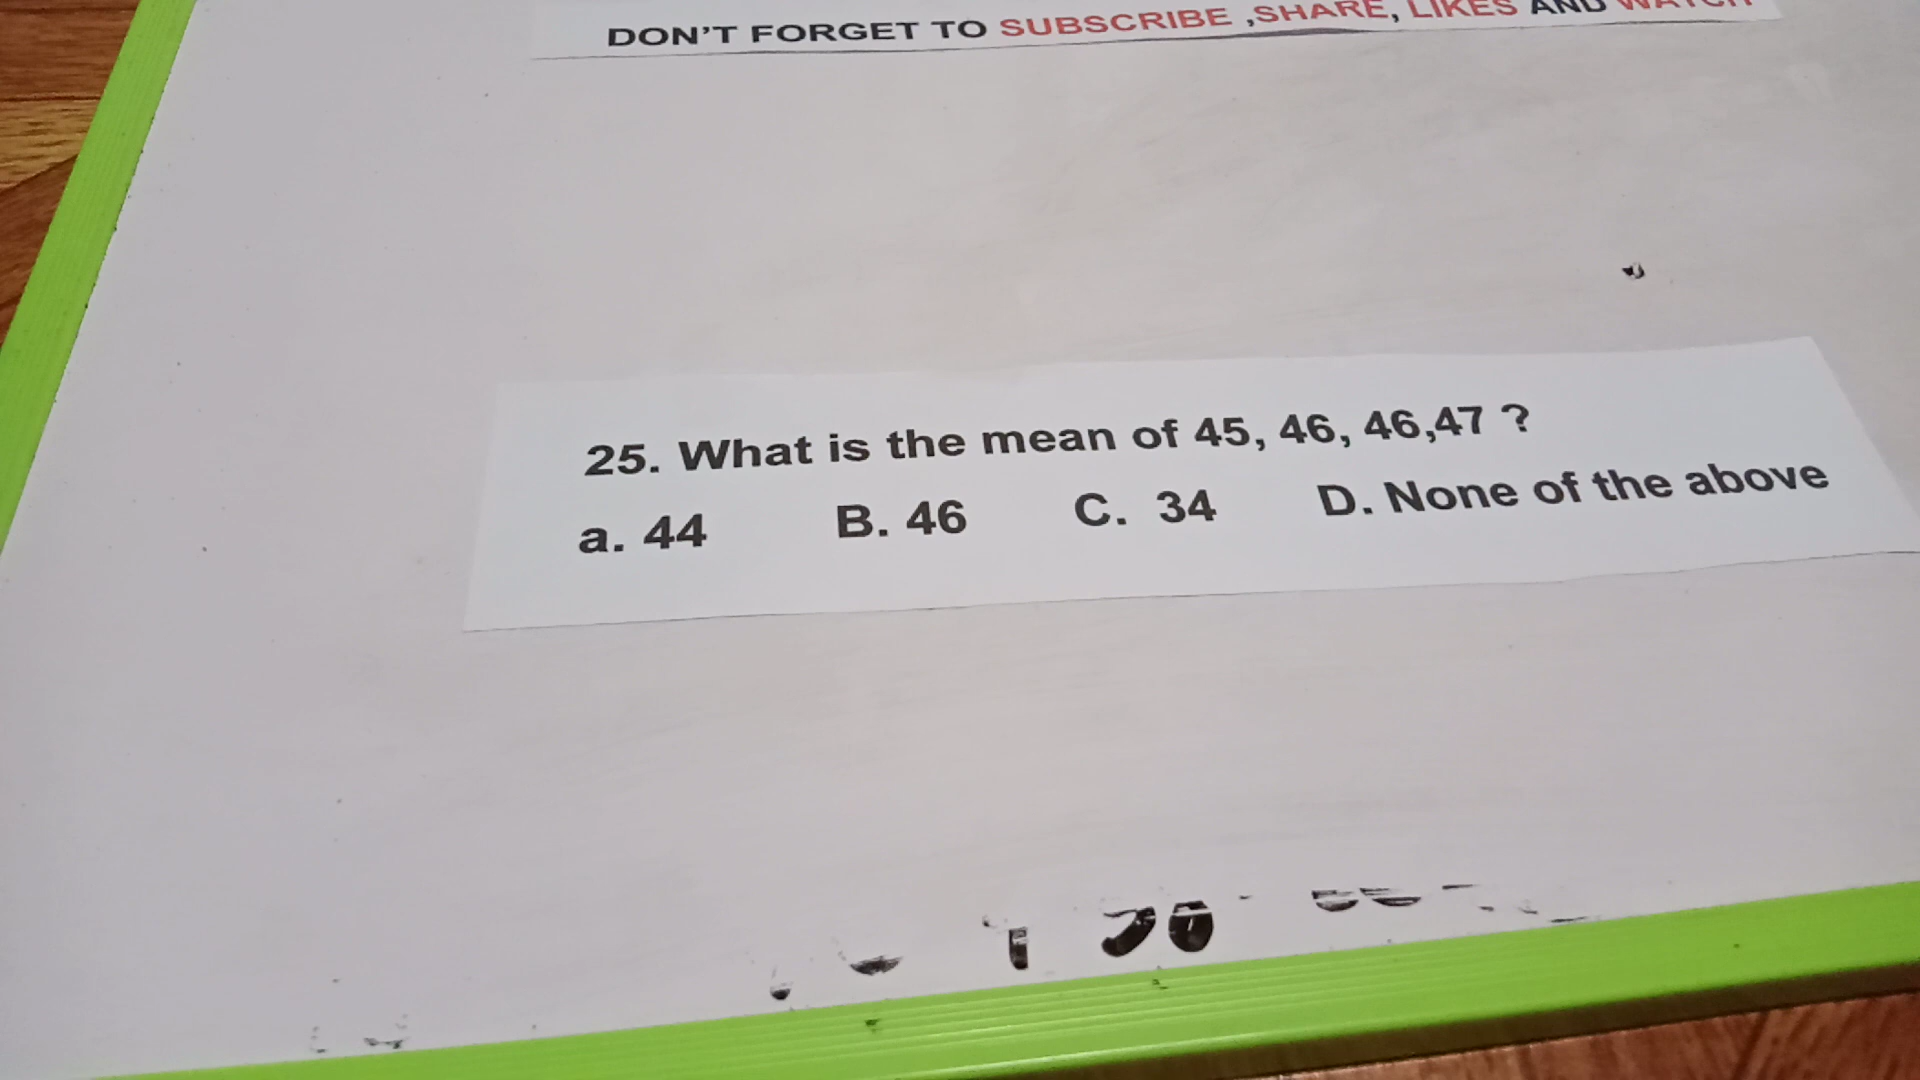 DON'T FORGET TO SUBSCRIBE ,SHARE, LIKES AND WATCH
25. What is the mean of 45, 46, 46,47 ?
a. 44 B. 46 C. 34 D. None of the above